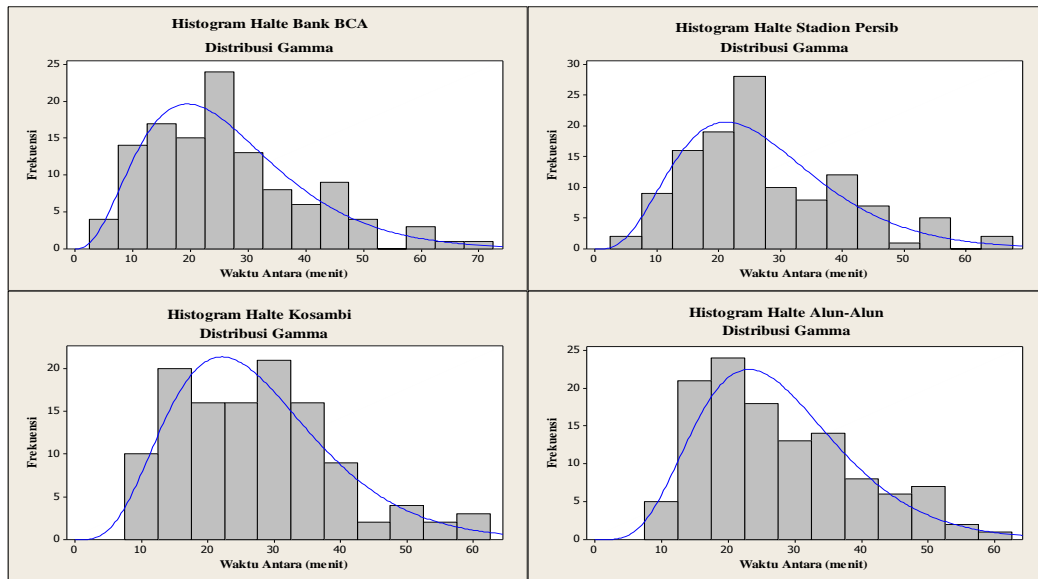 Histogram Halte Bank BCA
Distribusi Gamma
25
20
15
10
5
0
Frekuensi
0 10 20 30 40 50 60 70
Waktu Antara (menit)
Histogram Halte Stadion Persib
Distribusi Gamma
30
25
20
15
10
5
0
Frekuensi
0 10 20 30 40 50 60
Waktu Antara (menit)
Histogram Halte Kosambi
Distribusi Gamma
20
15
10
5
0
Frekuensi
0 10 20 30 40 50 60
Waktu Antara (menit)
Histogram Halte Alun-Alun
Distribusi Gamma
25
20
15
10
5
0
Frekuensi
0 10 20 30 40 50 60
Waktu Antara (menit)